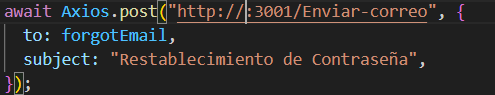 await Axios.post("http://:3001/Enviar-correo", {
to: forgotEmail,
subject: "Restablecimiento de Contraseña",
});